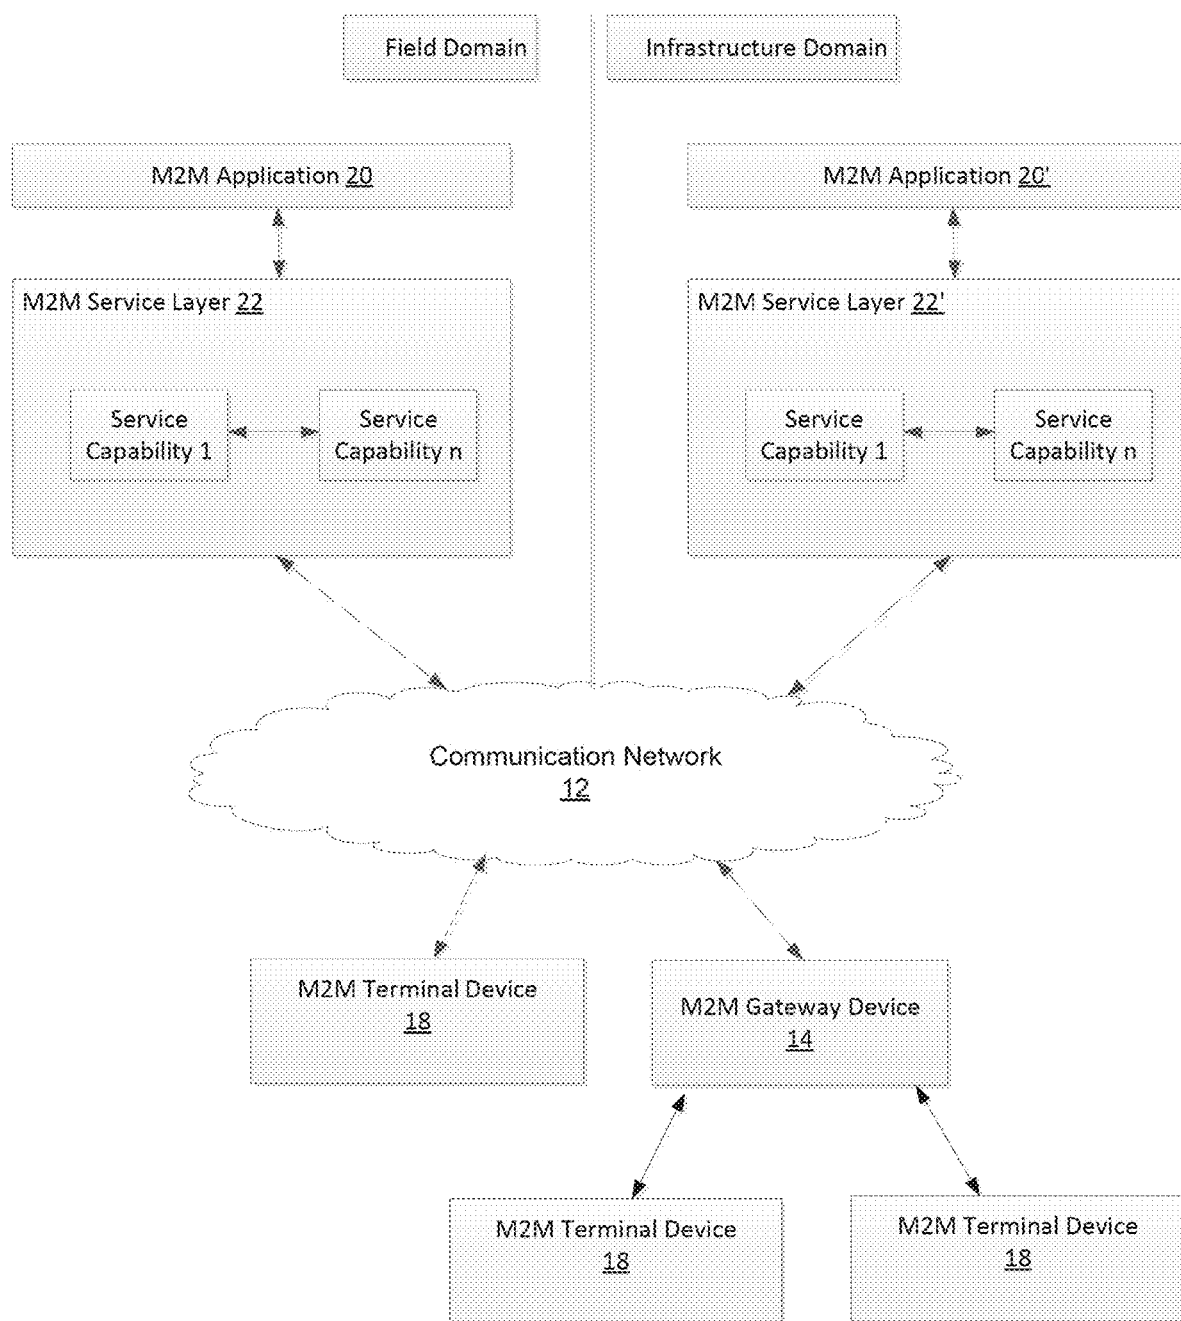 Field Domain
Infrastructure Domain
M2M Application 20
M2M Application 20'
M2M Service Layer 22
M2M Service Layer 22'
Service
Capability 1
Service
Capability n
Service
Capability 1
Service
Capability n
Communication Network
12
M2M Terminal Device
18
M2M Gateway Device
14
M2M Terminal Device
18
M2M Terminal Device
18